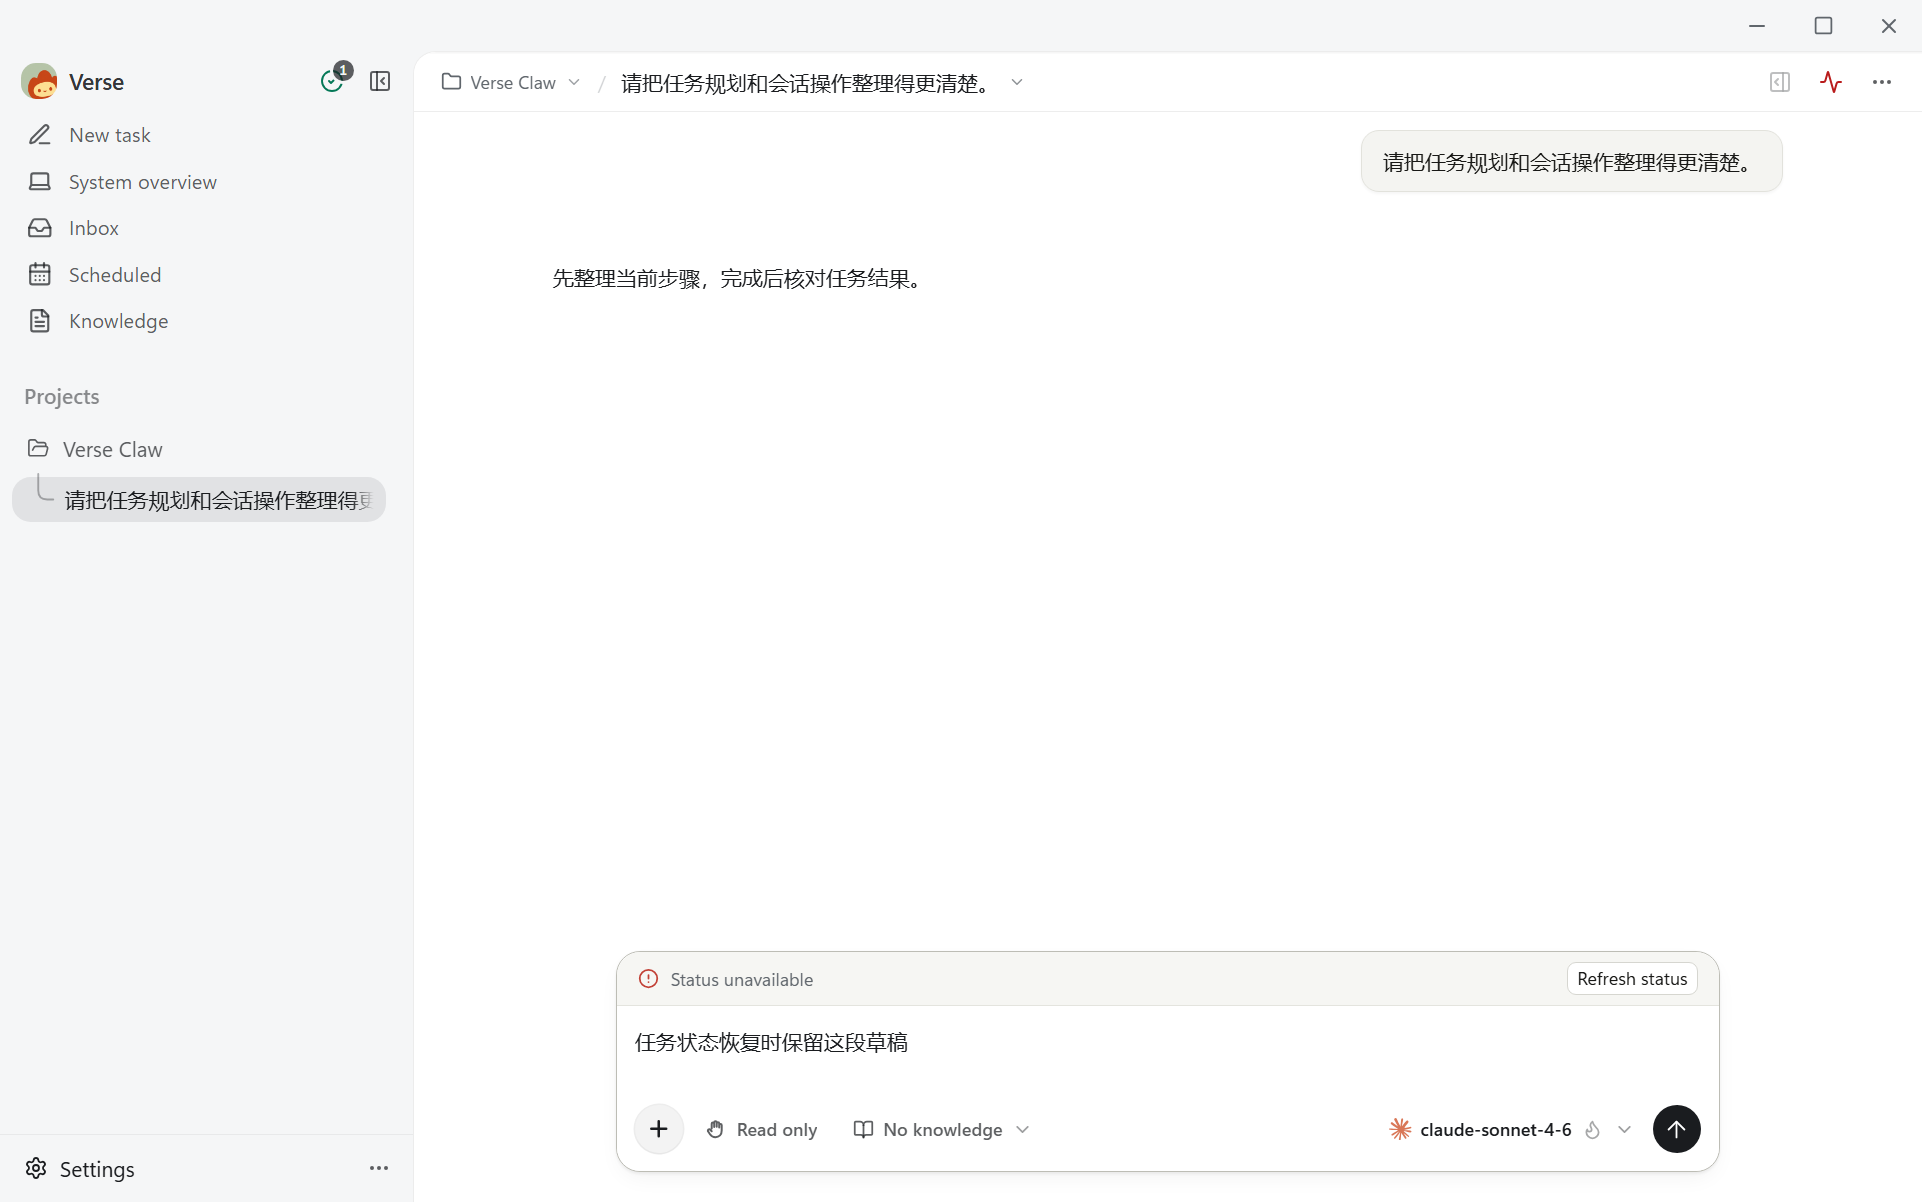 Verse
1
New task
System overview
Inbox
Scheduled
Knowledge
Projects
Verse Claw
请把任务规划和会话操作整理得更
Settings
Verse Claw / 请把任务规划和会话操作整理得更清楚。
请把任务规划和会话操作整理得更清楚。
先整理当前步骤，完成后核对任务结果。
Status unavailable
Refresh status
任务状态恢复时保留这段草稿
Read only
No knowledge
claude-sonnet-4-6